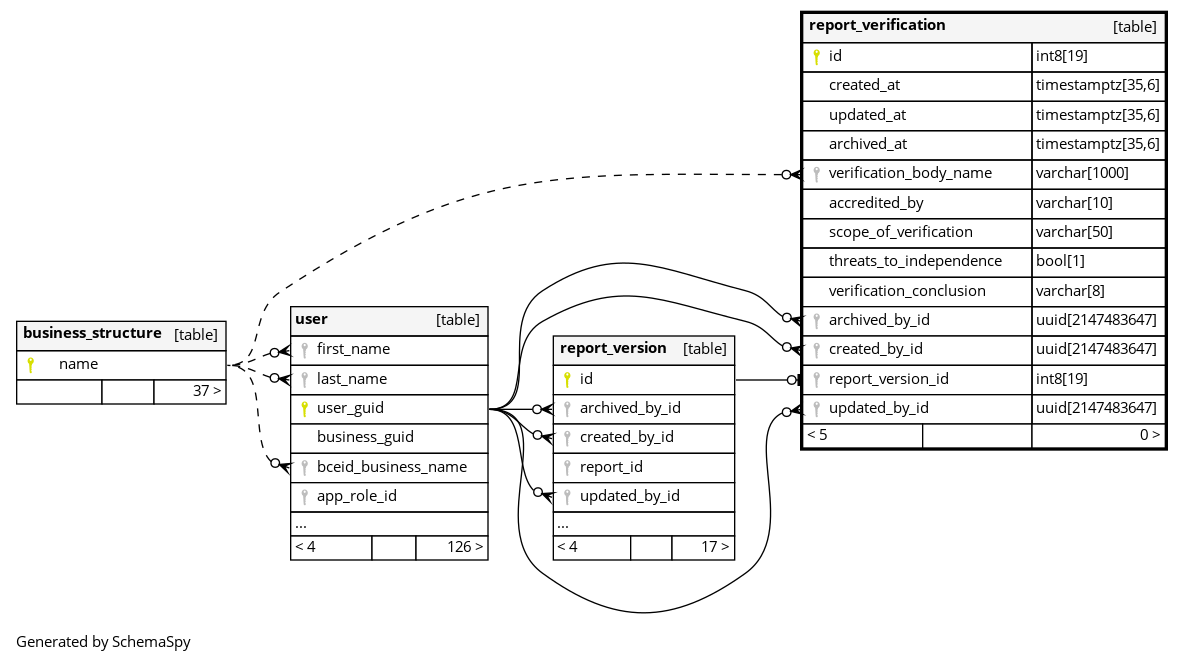 report_verification [table]
id int8[19]
created_at timestamptz[35,6]
updated_at timestamptz[35,6]
archived_at timestamptz[35,6]
verification_body_name varchar[1000]
accredited_by varchar[10]
scope_of_verification varchar[50]
threats_to_independence bool[1]
verification_conclusion varchar[8]
archived_by_id uuid[2147483647]
created_by_id uuid[2147483647]
report_version_id int8[19]
updated_by_id uuid[2147483647]
< 5 0 >
business_structure [table]
name
37 >
user [table]
first_name
last_name
user_guid
business_guid
bceid_business_name
app_role_id
...
< 4 126 >
report_version [table]
id
archived_by_id
created_by_id
report_id
updated_by_id
...
< 4 17 >
Generated by SchemaSpy